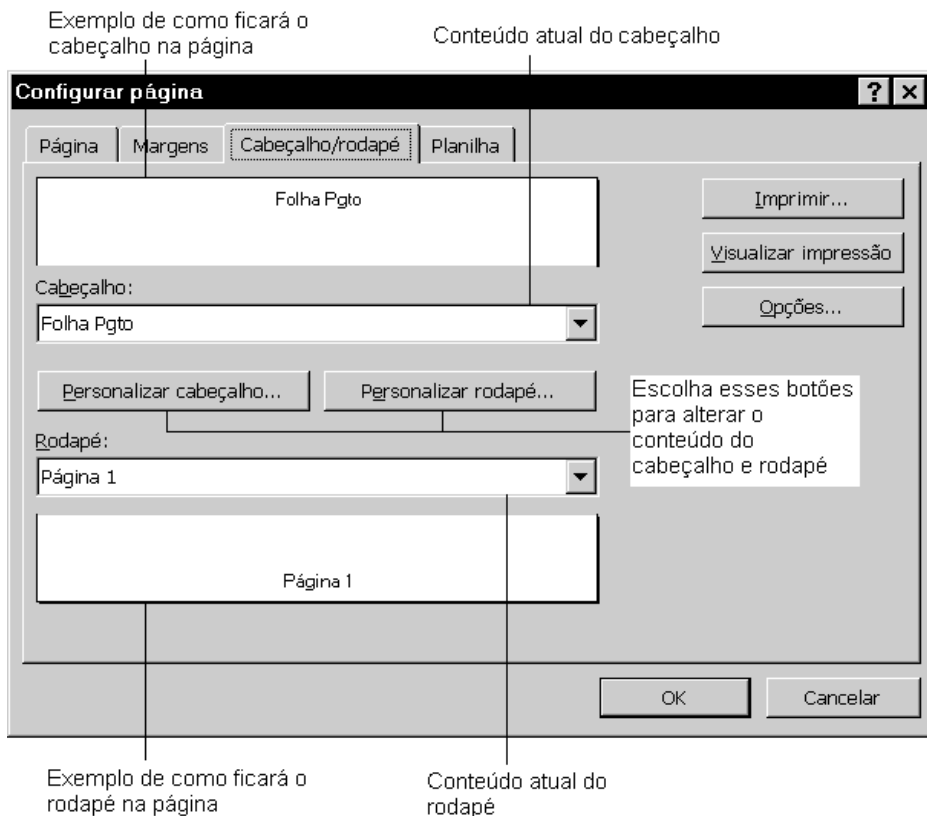 Exemplo de como ficará o
cabeçalho na página
Conteúdo atual do cabeçalho
Configurar página
Página
Margens
Cabeçalho/rodapé
Planilha
Folha Pgto
Imprimir...
Visualizar impressão
Opções...
Cabeçalho:
Folha Pgto
Personalizar cabeçalho...
Personalizar rodapé...
Escolha esses botões
para alterar o
conteúdo do
cabeçalho e rodapé
Rodapé:
Página 1
Página 1
OK
Cancelar
Exemplo de como ficará o
rodapé na página
Conteúdo atual do
rodapé